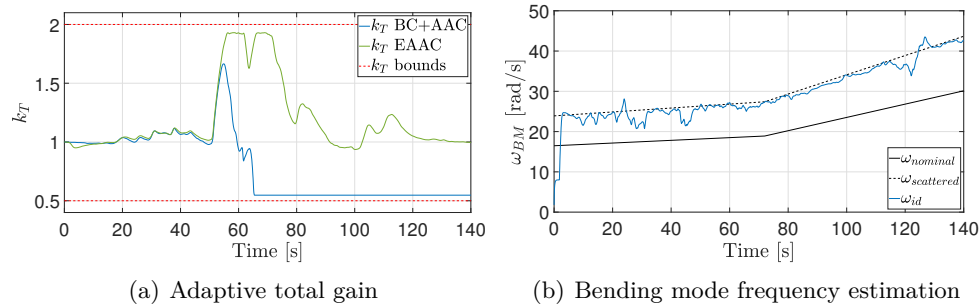 2
1.5
1
0.5
k_T
k_T BC+AAC
k_T EAAC
k_T bounds
0 20 40 60 80 100 120 140
Time [s]
(a) Adaptive total gain
50
40
30
20
10
0
ω_BM [rad/s]
ω_nominal
ω_scattered
ω_id
0 20 40 60 80 100 120 140
Time [s]
(b) Bending mode frequency estimation